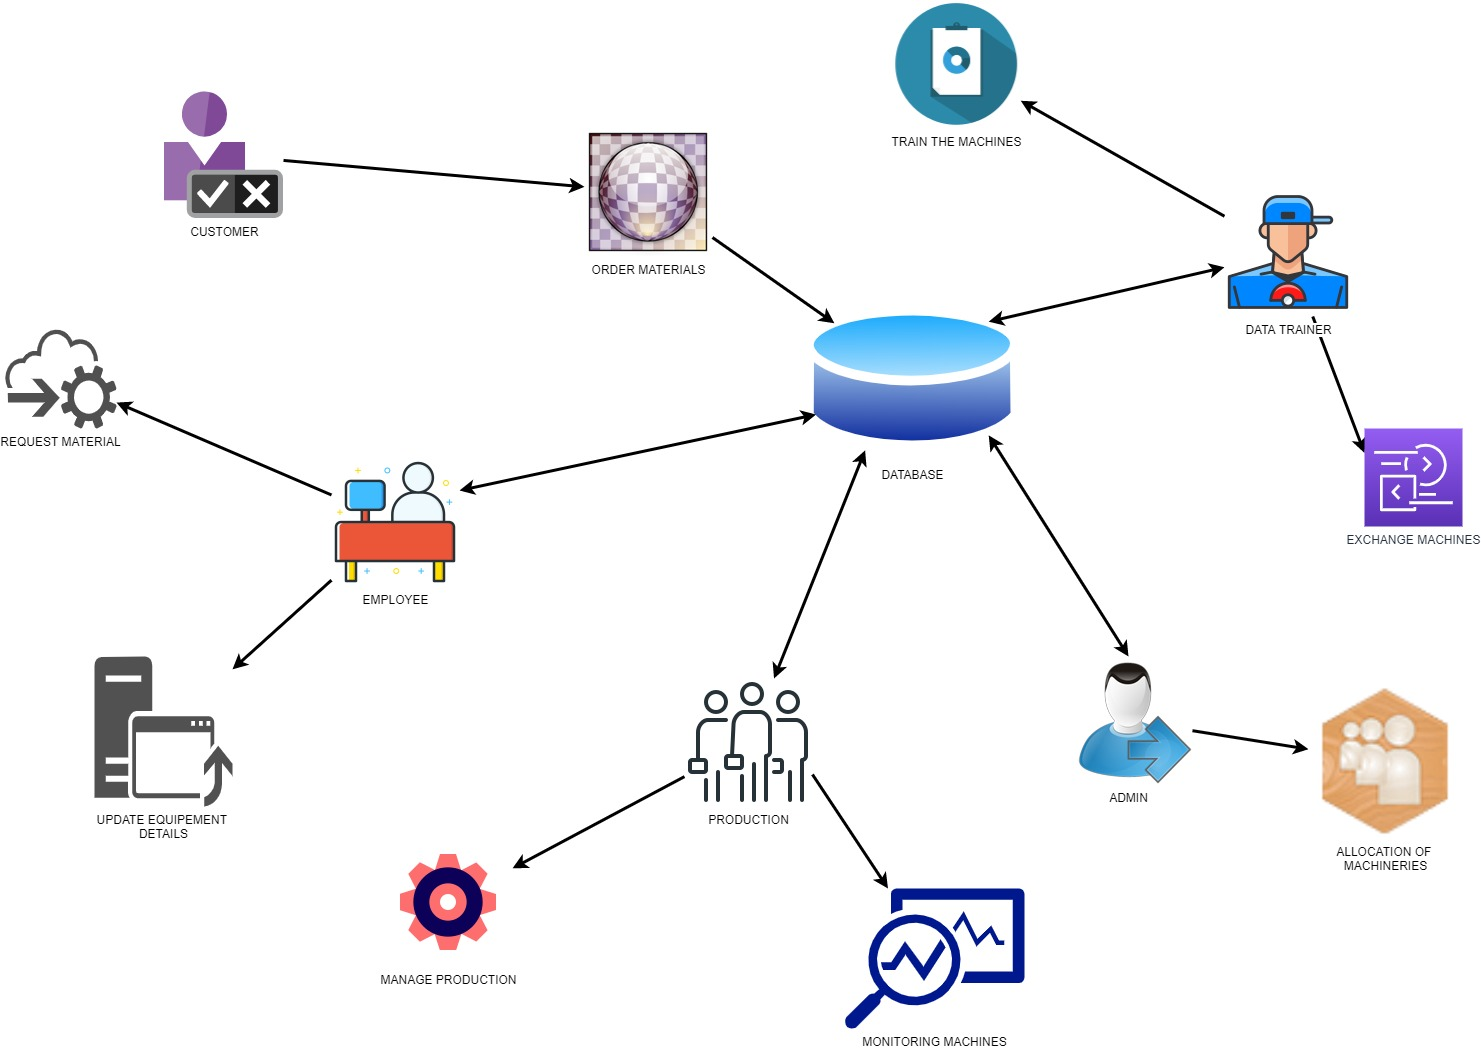 TRAIN THE MACHINES
CUSTOMER
ORDER MATERIALS
DATA TRAINER
REQUEST MATERIAL
DATABASE
EXCHANGE MACHINES
EMPLOYEE
ADMIN
UPDATE EQUIPEMENT
DETAILS
PRODUCTION
ALLOCATION OF
MACHINERIES
MANAGE PRODUCTION
MONITORING MACHINES